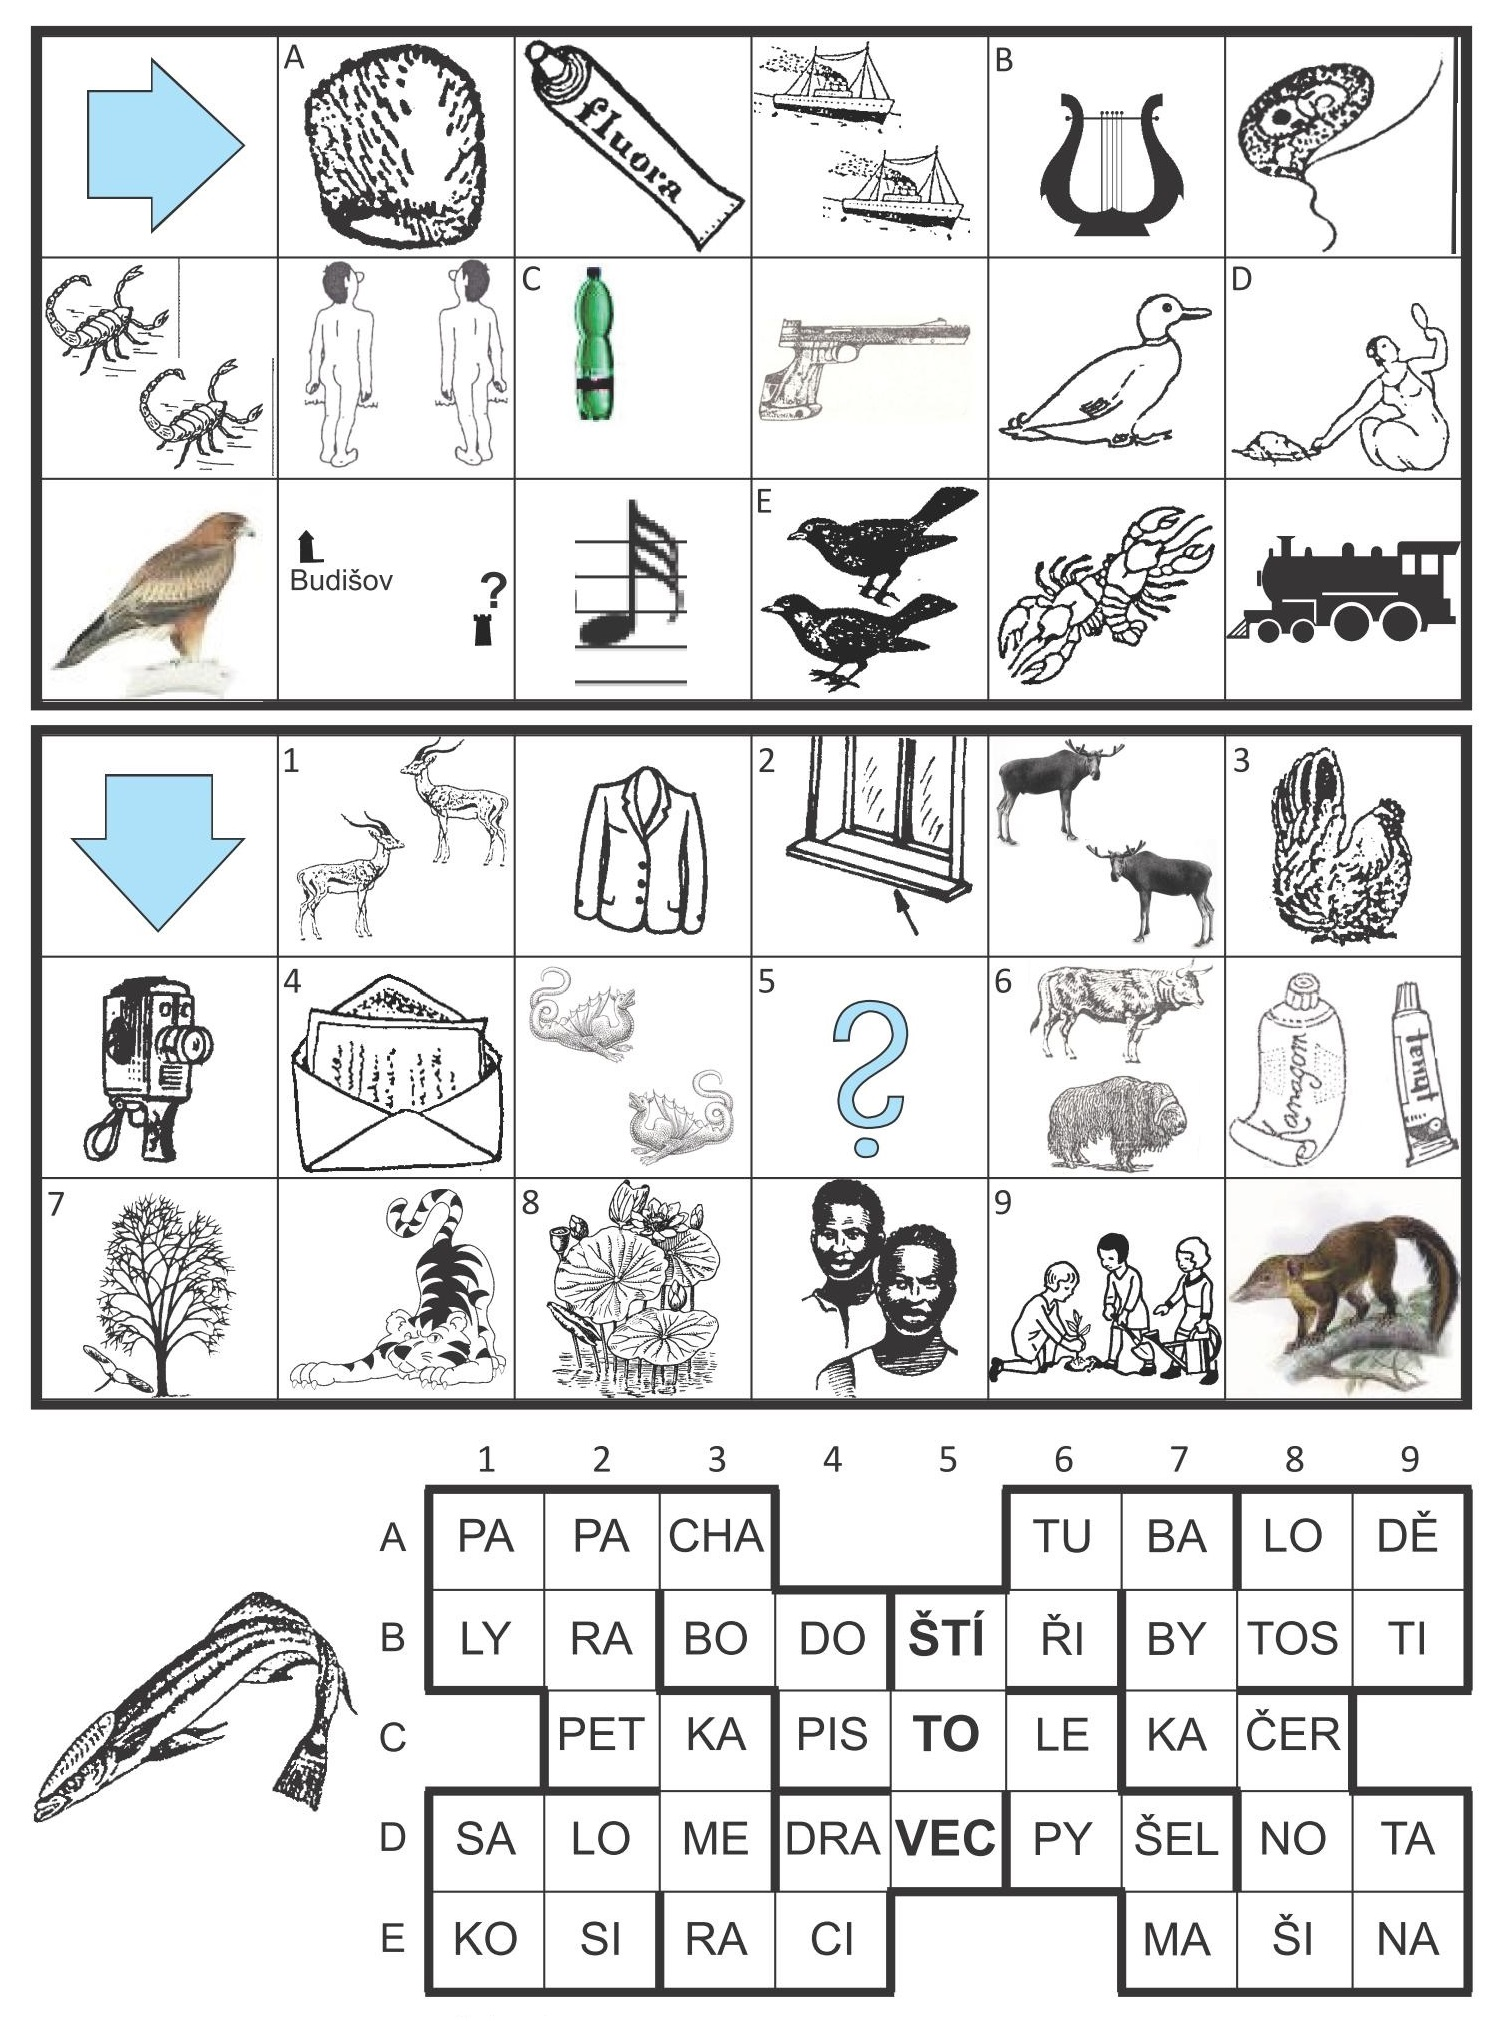 A
B
fluora
C
D
Budišov
?
E
1
2
3
4
5
6
?
Kanagom
Temqt
7
8
9
1 2 3 4 5 6 7 8 9
A PA PA CHA TU BA LO DĚ
B LY RA BO DO ŠTÍ ŘI BY TOS TI
C PET KA PIS TO LE KA ČER
D SA LO ME DRA VEC PY ŠEL NO TA
E KO SI RA CI MA ŠI NA